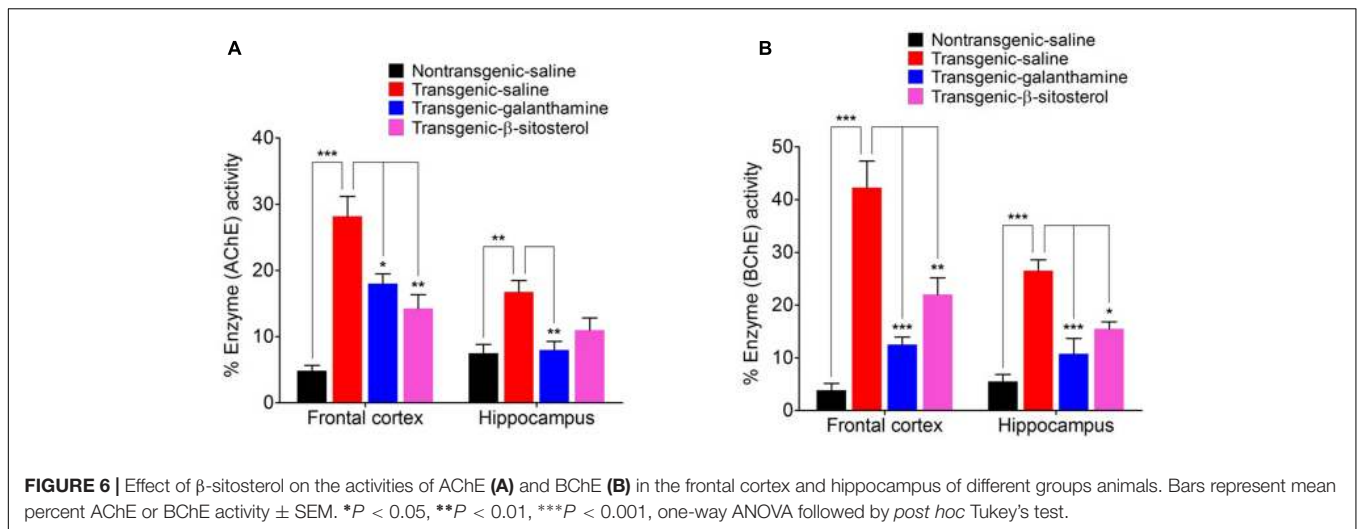 A
Nontransgenic-saline
Transgenic-saline
Transgenic-galanthamine
Transgenic-β-sitosterol
% Enzyme (AChE) activity
40
30
20
10
0
***
*
**
**
**
Frontal cortex
Hippocampus
B
Nontransgenic-saline
Transgenic-saline
Transgenic-galanthamine
Transgenic-β-sitosterol
% Enzyme (BChE) activity
50
40
30
20
10
0
***
***
**
***
***
*
Frontal cortex
Hippocampus
FIGURE 6 | Effect of β-sitosterol on the activities of AChE (A) and BChE (B) in the frontal cortex and hippocampus of different groups animals. Bars represent mean
percent AChE or BChE activity ± SEM. *P < 0.05, **P < 0.01, ***P < 0.001, one-way ANOVA followed by post hoc Tukey's test.